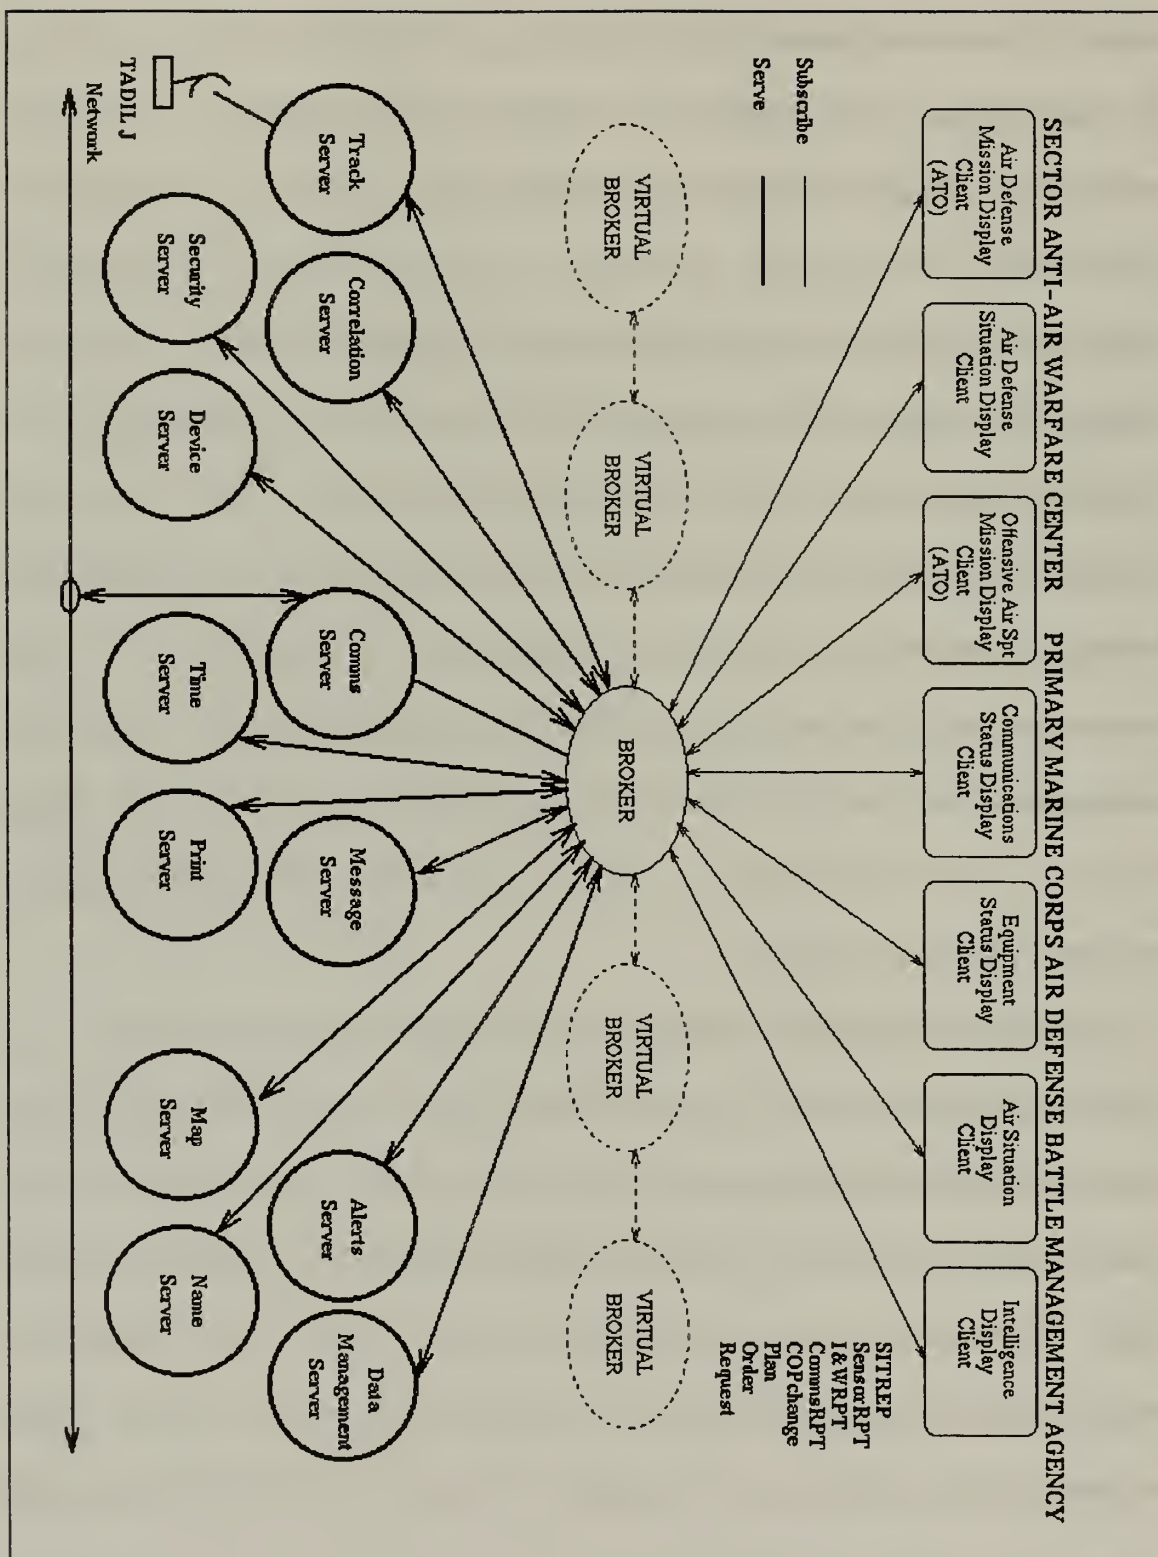 SECTOR ANTI-AIR WARFARE CENTER   PRIMARY MARINE CORPS AIR DEFENSE BATTLE MANAGEMENT AGENCY
Air Defense
Mission Display
Client
(ATO)
Air Defense
Situation Display
Client
Offensive Air Spt
Mission Display
Client
(ATO)
Communications
Status Display
Client
Equipment
Status Display
Client
Air Situation
Display
Client
Intelligence
Display
Client
Subscribe
Serve
SITREP
SensorRPT
I&WRPT
CommsRPT
COPchange
Plan
Order
Request
VIRTUAL
BROKER
VIRTUAL
BROKER
BROKER
VIRTUAL
BROKER
VIRTUAL
BROKER
Track
Server
Correlation
Server
Comms
Server
Message
Server
Alerts
Server
Data
Management
Server
Security
Server
Device
Server
Time
Server
Print
Server
Map
Server
Name
Server
TADIL J
Network